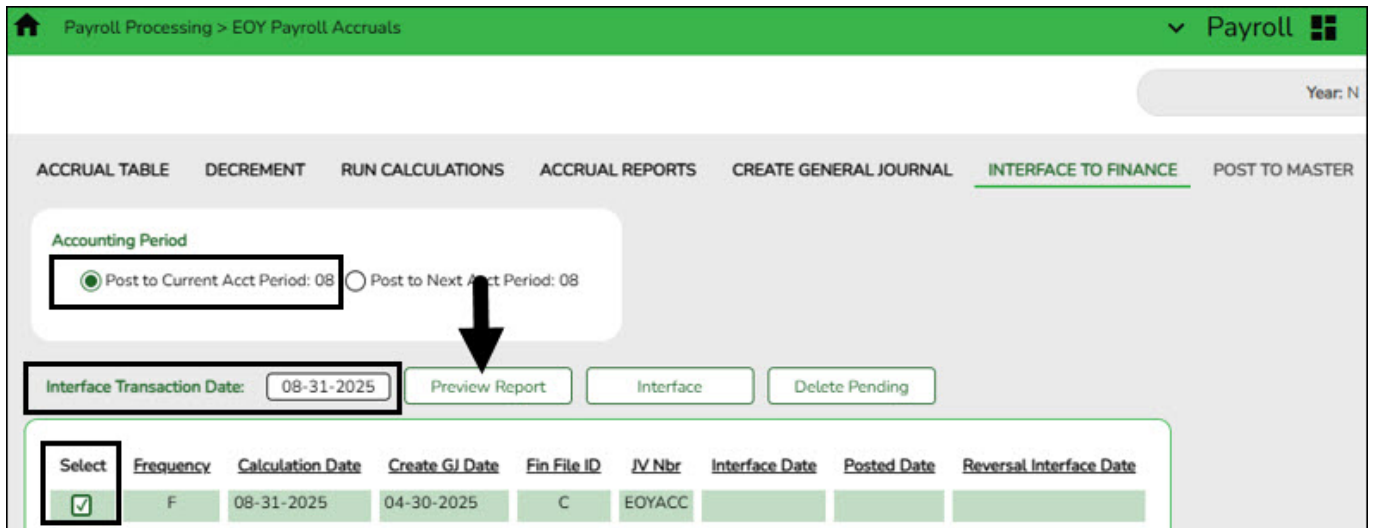 Payroll Processing > EOY Payroll Accruals
Payroll
Year: N
ACCRUAL TABLE DECREMENT RUN CALCULATIONS ACCRUAL REPORTS CREATE GENERAL JOURNAL INTERFACE TO FINANCE POST TO MASTER
Accounting Period
Post to Current Acct Period: 08 Post to Next Acct Period: 08
Interface Transaction Date: 08-31-2025 Preview Report Interface Delete Pending
Select Frequency Calculation Date Create GJ Date Fin File ID JV Nbr Interface Date Posted Date Reversal Interface Date
F 08-31-2025 04-30-2025 C EOYACC